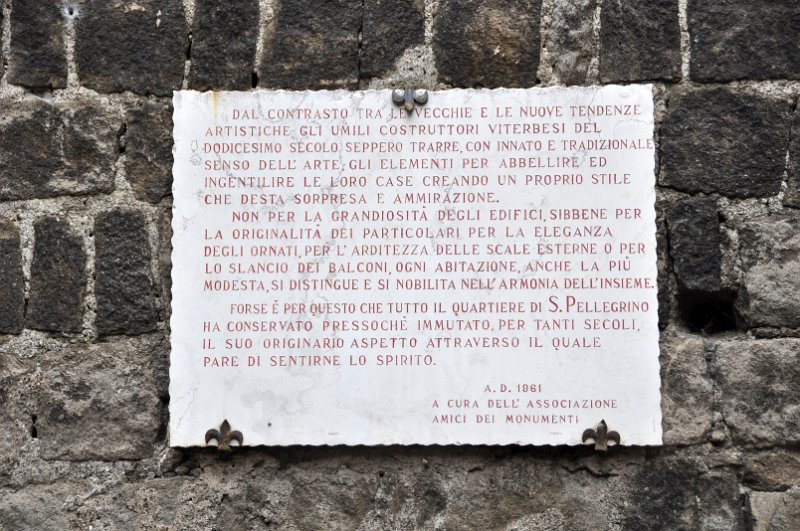 DAL CONTRASTO TRA LE VECCHIE E LE NUOVE TENDENZE
ARTISTICHE GLI UMILI COSTRUTTORI VITERBESI DEL
DODICESIMO SECOLO SEPPERO TRARRE, CON INNATO E TRADIZIONALE
SENSO DELL'ARTE, GLI ELEMENTI PER ABBELLIRE ED
INGENTILIRE LE LORO CASE CREANDO UN PROPRIO STILE
CHE DESTA SORPRESA E AMMIRAZIONE.
NON PER LA GRANDIOSITÀ DEGLI EDIFICI, SIBBENE PER
LA ORIGINALITÀ DEI PARTICOLARI PER LA ELEGANZA
DEGLI ORNATI, PER L'ARDITEZZA DELLE SCALE ESTERNE O PER
LO SLANCIO DEI BALCONI, OGNI ABITAZIONE, ANCHE LA PIÙ
MODESTA, SI DISTINGUE E SI NOBILITA NELL'ARMONIA DELL'INSIEME.
FORSE È PER QUESTO CHE TUTTO IL QUARTIERE DI S. PELLEGRINO
HA CONSERVATO PRESSOCHÉ IMMUTATO, PER TANTI SECOLI,
IL SUO ORIGINARIO ASPETTO ATTRAVERSO IL QUALE
PARE DI SENTIRNE LO SPIRITO.
A. D. 1961
A CURA DELL'ASSOCIAZIONE
AMICI DEI MONUMENTI